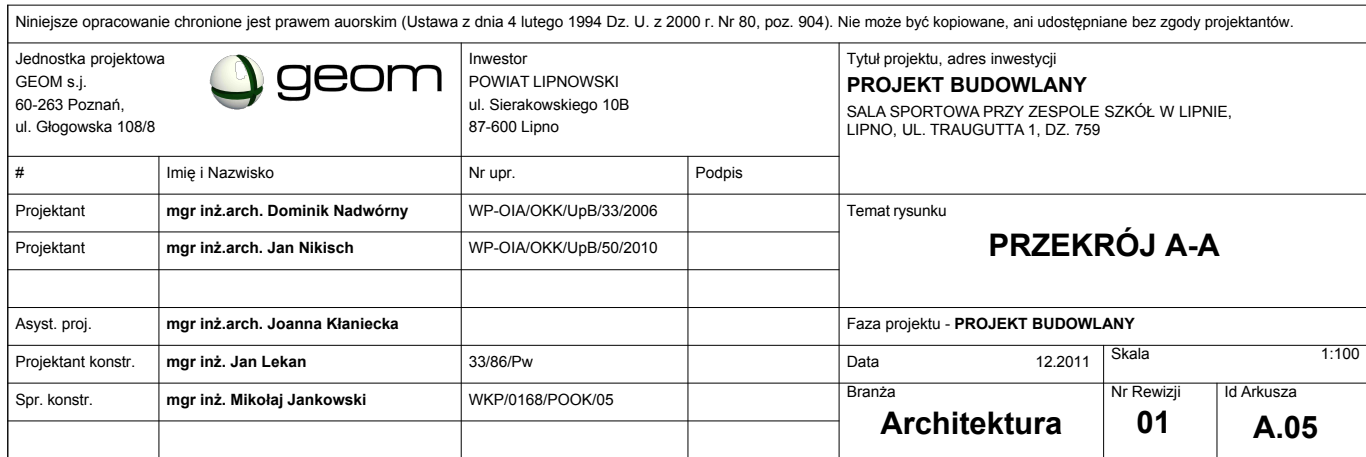 Niniejsze opracowanie chronione jest prawem auorskim (Ustawa z dnia 4 lutego 1994 Dz. U. z 2000 r. Nr 80, poz. 904). Nie może być kopiowane, ani udostępniane bez zgody projektantów.
Jednostka projektowa
GEOM s.j.
60-263 Poznań,
ul. Głogowska 108/8
geom
Inwestor
POWIAT LIPNOWSKI
ul. Sierakowskiego 10B
87-600 Lipno
Tytuł projektu, adres inwestycji
PROJEKT BUDOWLANY
SALA SPORTOWA PRZY ZESPOLE SZKÓŁ W LIPNIE,
LIPNO, UL. TRAUGUTTA 1, DZ. 759
# Imię i Nazwisko Nr upr. Podpis
Projektant mgr inż.arch. Dominik Nadwórny WP-OIA/OKK/UpB/33/2006
Projektant mgr inż.arch. Jan Nikisch WP-OIA/OKK/UpB/50/2010
Temat rysunku
PRZEKRÓJ A-A
Asyst. proj. mgr inż.arch. Joanna Kłaniecka
Projektant konstr. mgr inż. Jan Lekan 33/86/Pw
Spr. konstr. mgr inż. Mikołaj Jankowski WKP/0168/POOK/05
Faza projektu - PROJEKT BUDOWLANY
Data 12.2011 Skala 1:100
Branża Nr Rewizji Id Arkusza
Architektura 01 A.05